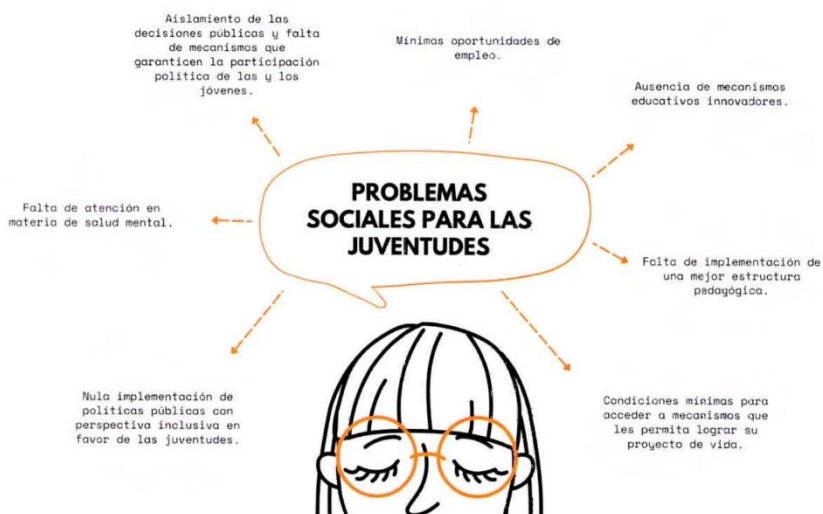 Aislamiento de las
decisiones públicas y falta
de mecanismos que
garanticen la participación
política de las y los
jóvenes.
Mínimas oportunidades de
empleo.
Ausencia de mecanismos
educativos innovadores.
PROBLEMAS
SOCIALES PARA LAS
JUVENTUDES
Falta de atención en
materia de salud mental.
Falta de implementación de
una mejor estructura
pedagógica.
Nula implementación de
políticas públicas con
perspectiva inclusiva en
favor de las juventudes.
Condiciones mínimas para
acceder a mecanismos que
les permita lograr su
proyecto de vida.